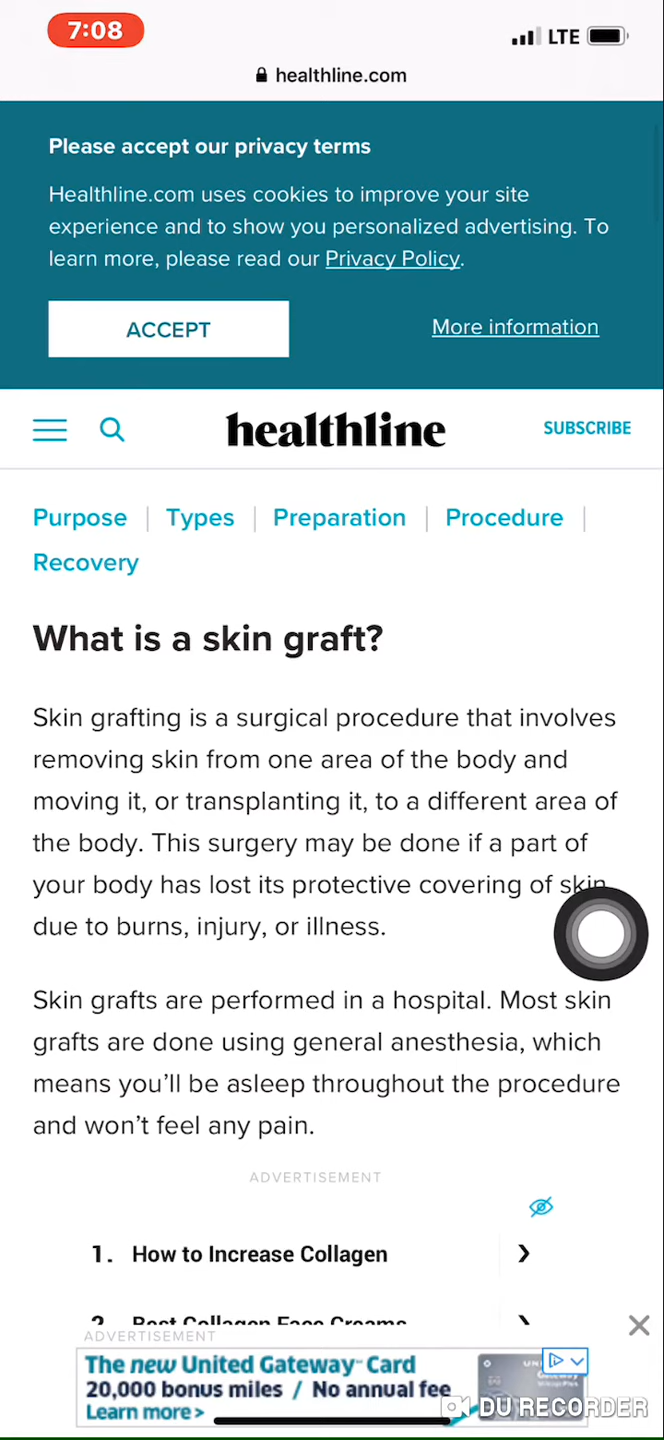 7:08
LTE
healthline.com
Please accept our privacy terms
Healthline.com uses cookies to improve your site
experience and to show you personalized advertising. To
learn more, please read our Privacy Policy.
ACCEPT
More information
healthline
SUBSCRIBE
Purpose | Types | Preparation | Procedure |
Recovery
What is a skin graft?
Skin grafting is a surgical procedure that involves
removing skin from one area of the body and
moving it, or transplanting it, to a different area of
the body. This surgery may be done if a part of
your body has lost its protective covering of skin
due to burns, injury, or illness.
Skin grafts are performed in a hospital. Most skin
grafts are done using general anesthesia, which
means you’ll be asleep throughout the procedure
and won’t feel any pain.
ADVERTISEMENT
1. How to Increase Collagen
2. Best Collagen Face Creams
ADVERTISEMENT
The new United Gateway℠ Card
20,000 bonus miles / No annual fee
Learn more >
DU RECORDER